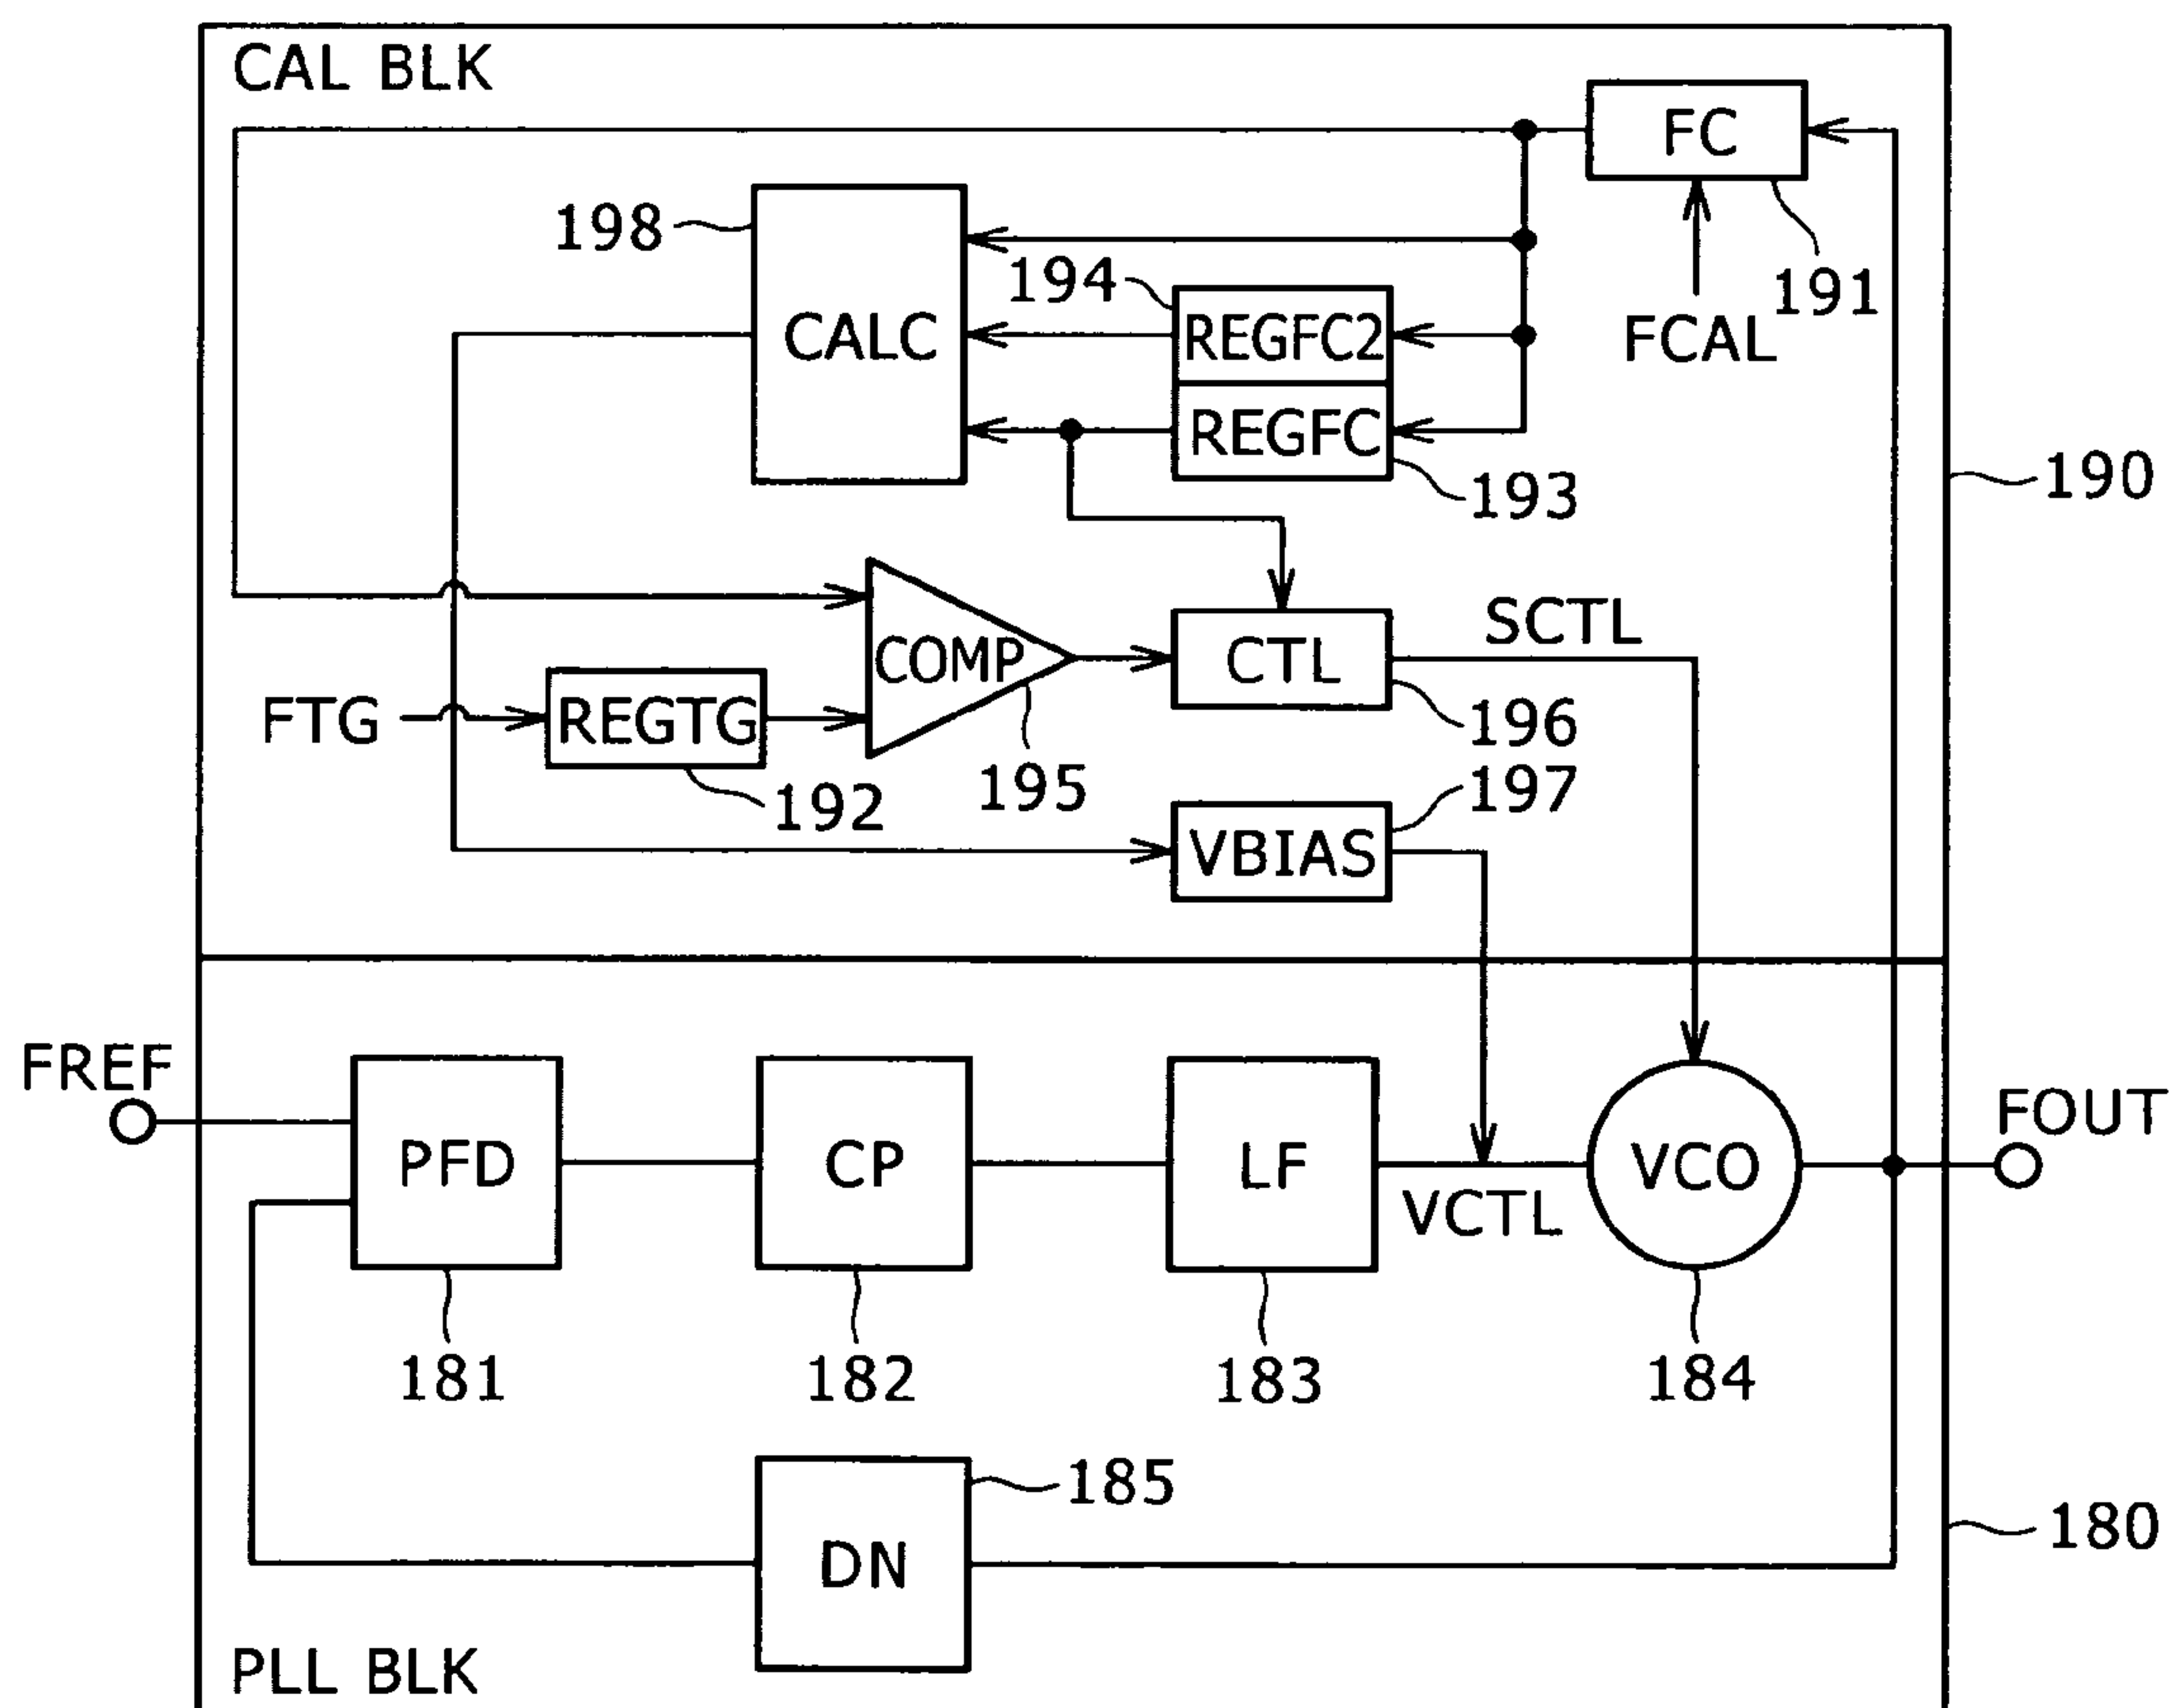 CAL BLK
FC
198
194
191
CALC
REGFC2
FCAL
REGFC
193
190
SCTL
COMP
CTL
FTG
REGTG
196
192
195
197
VBIAS
FREF
FOUT
PFD
CP
LF
VCO
VCTL
181
182
183
184
185
DN
180
PLL BLK